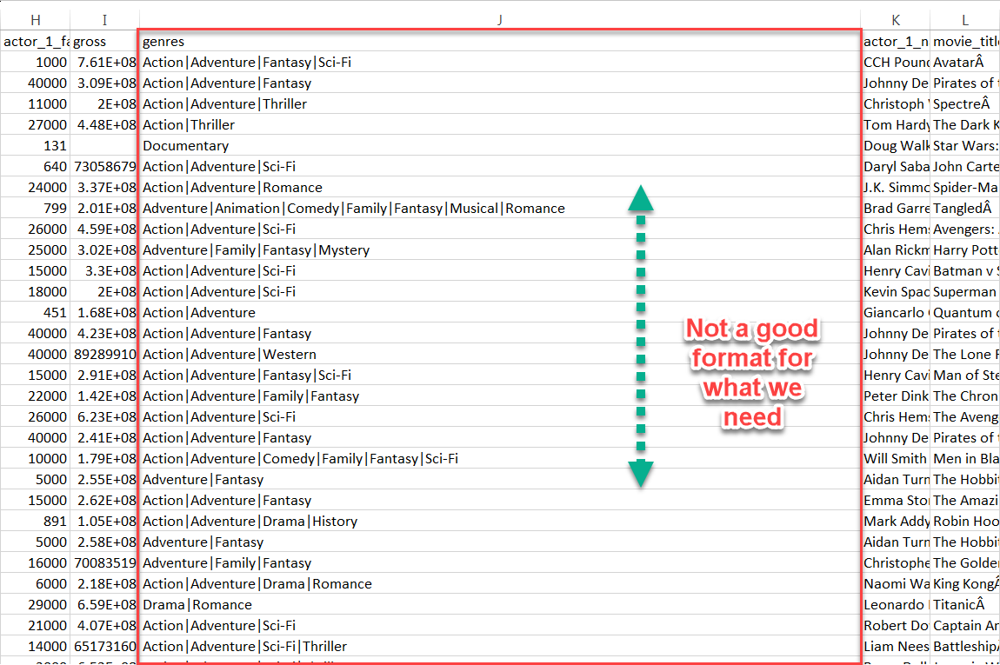 H I J K L
actor_1_fa gross genres actor_1_n movie_title
1000 7.61E+08 Action|Adventure|Fantasy|Sci-Fi CCH Pound AvatarÂ
40000 3.09E+08 Action|Adventure|Fantasy Johnny De Pirates of t
11000 2E+08 Action|Adventure|Thriller Christoph SpectreÂ
27000 4.48E+08 Action|Thriller Tom Hardy The Dark K
131 Documentary Doug Walk Star Wars:
640 73058679 Action|Adventure|Sci-Fi Daryl Saba John Carte
24000 3.37E+08 Action|Adventure|Romance J.K. Simmo Spider-Ma
799 2.01E+08 Adventure|Animation|Comedy|Family|Fantasy|Musical|Romance Brad Garre TangledÂ
26000 4.59E+08 Action|Adventure|Sci-Fi Chris Hems Avengers:
25000 3.02E+08 Adventure|Family|Fantasy|Mystery Alan Rickm Harry Pott
15000 3.3E+08 Action|Adventure|Sci-Fi Henry Cavi Batman v S
18000 2E+08 Action|Adventure|Sci-Fi Kevin Spac Superman
451 1.68E+08 Action|Adventure Giancarlo Quantum o
40000 4.23E+08 Action|Adventure|Fantasy Johnny De Pirates of t
40000 89289910 Action|Adventure|Western Johnny De The Lone R
15000 2.91E+08 Action|Adventure|Fantasy|Sci-Fi Henry Cavi Man of Ste
22000 1.42E+08 Action|Adventure|Family|Fantasy Peter Dink The Chron
26000 6.23E+08 Action|Adventure|Sci-Fi Chris Hems The Aveng
40000 2.41E+08 Action|Adventure|Fantasy Johnny De Pirates of t
10000 1.79E+08 Action|Adventure|Comedy|Family|Fantasy|Sci-Fi Will Smith Men in Bla
5000 2.55E+08 Adventure|Fantasy Aidan Turn The Hobbit
15000 2.62E+08 Action|Adventure|Fantasy Emma Sto The Amazi
891 1.05E+08 Action|Adventure|Drama|History Mark Addy Robin Hoo
5000 2.58E+08 Adventure|Fantasy Aidan Turn The Hobbit
16000 70083519 Adventure|Family|Fantasy Christophe The Golde
6000 2.18E+08 Action|Adventure|Drama|Romance Naomi Wa King KongÂ
29000 6.59E+08 Drama|Romance Leonardo TitanicÂ
21000 4.07E+08 Action|Adventure|Sci-Fi Robert Do Captain Am
14000 65173160 Action|Adventure|Sci-Fi|Thriller Liam Nees BattleshipÂ
Not a good
format for
what we
need